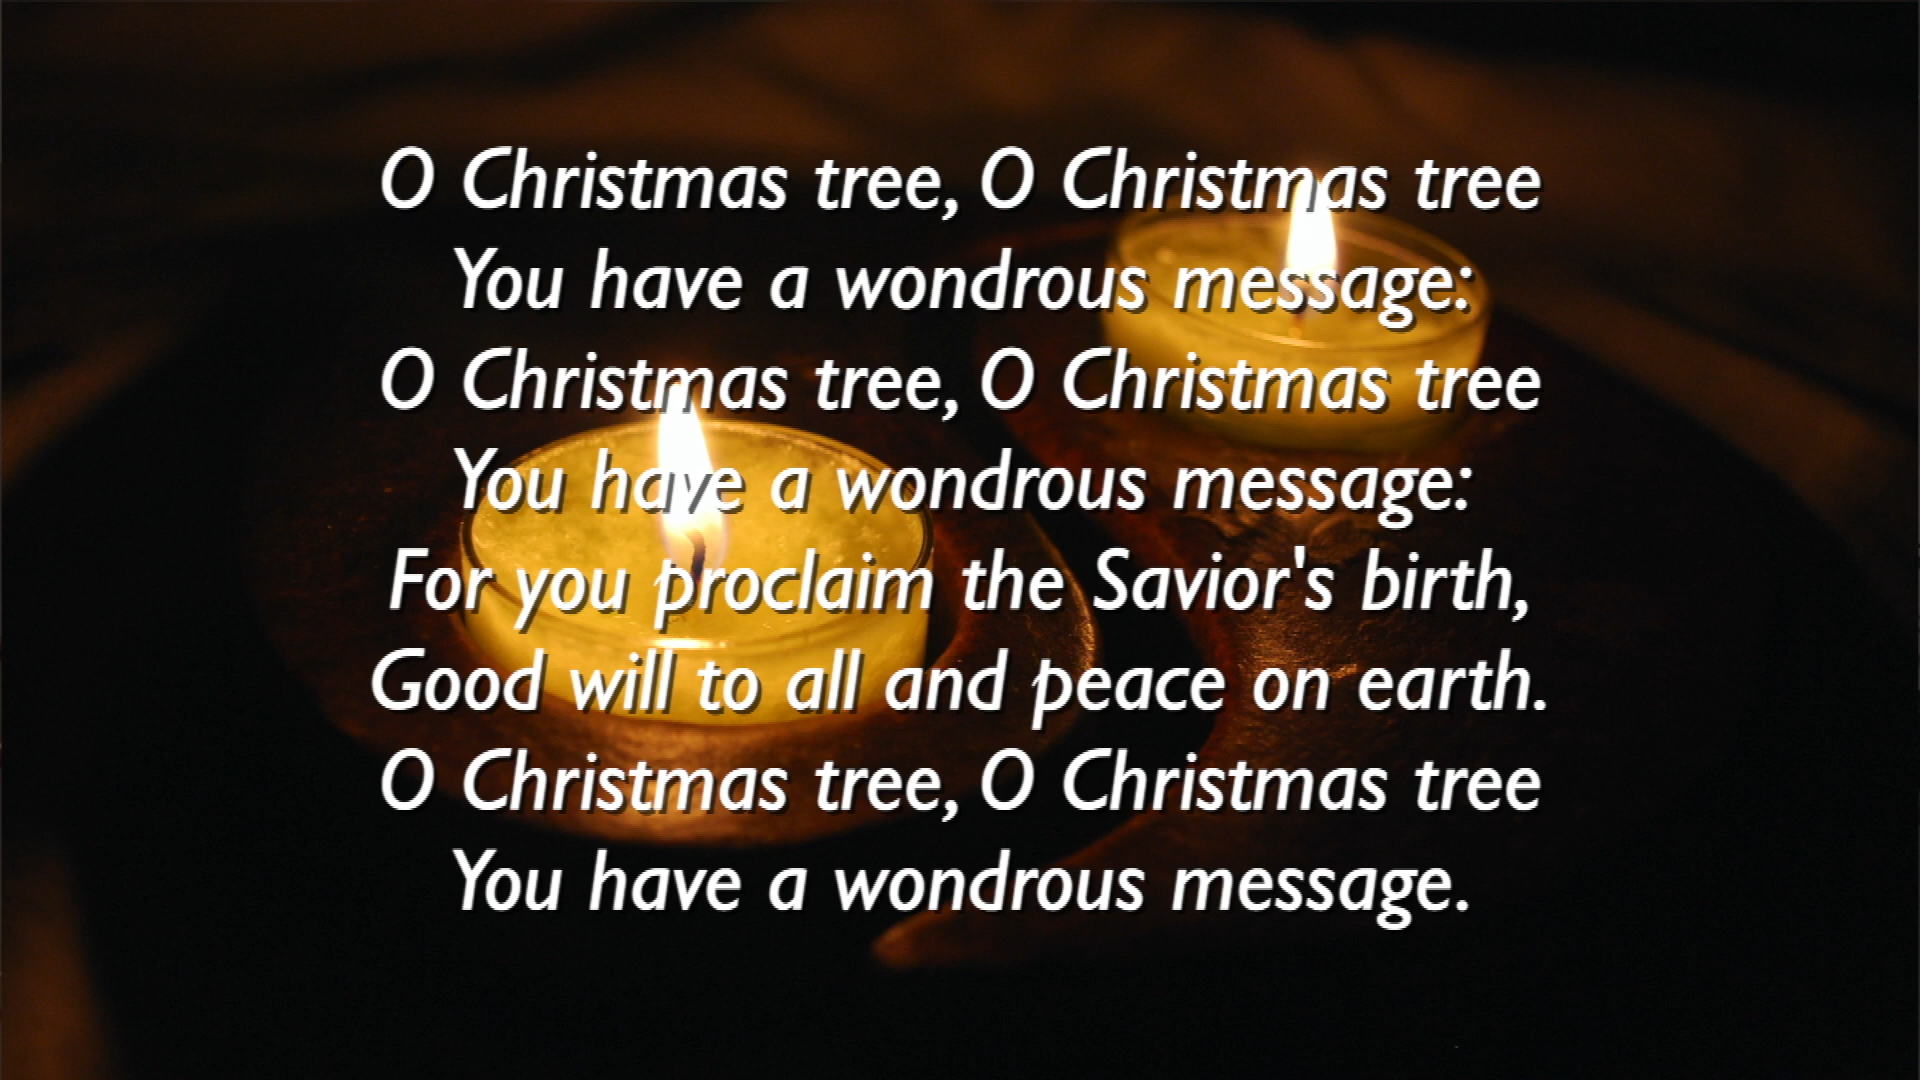 O Christmas tree, O Christmas tree
You have a wondrous message:
O Christmas tree, O Christmas tree
You have a wondrous message:
For you proclaim the Savior's birth,
Good will to all and peace on earth.
O Christmas tree, O Christmas tree
You have a wondrous message.